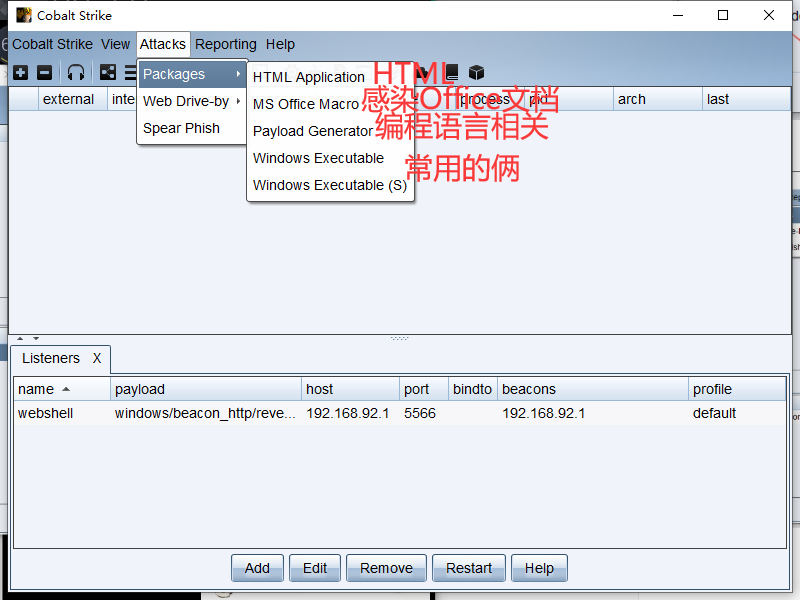 Cobalt Strike
Cobalt Strike View Attacks Reporting Help
Packages
Web Drive-by
Spear Phish
HTML Application
MS Office Macro
Payload Generator
Windows Executable
Windows Executable (S)
HTML
感染Office文档
编程语言相关
常用的俩
external inte process pid arch last
Listeners X
name payload host port bindto beacons profile
webshell windows/beacon_http/reve... 192.168.92.1 5566 192.168.92.1 default
Add Edit Remove Restart Help